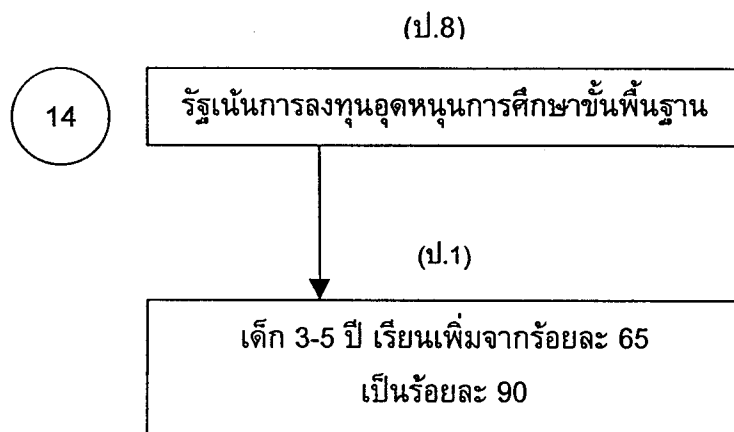 (ป.8)
14
รัฐเน้นการลงทุนอุดหนุนการศึกษาขั้นพื้นฐาน
(ป.1)
เด็ก 3-5 ปี เรียนเพิ่มจากร้อยละ 65
เป็นร้อยละ 90